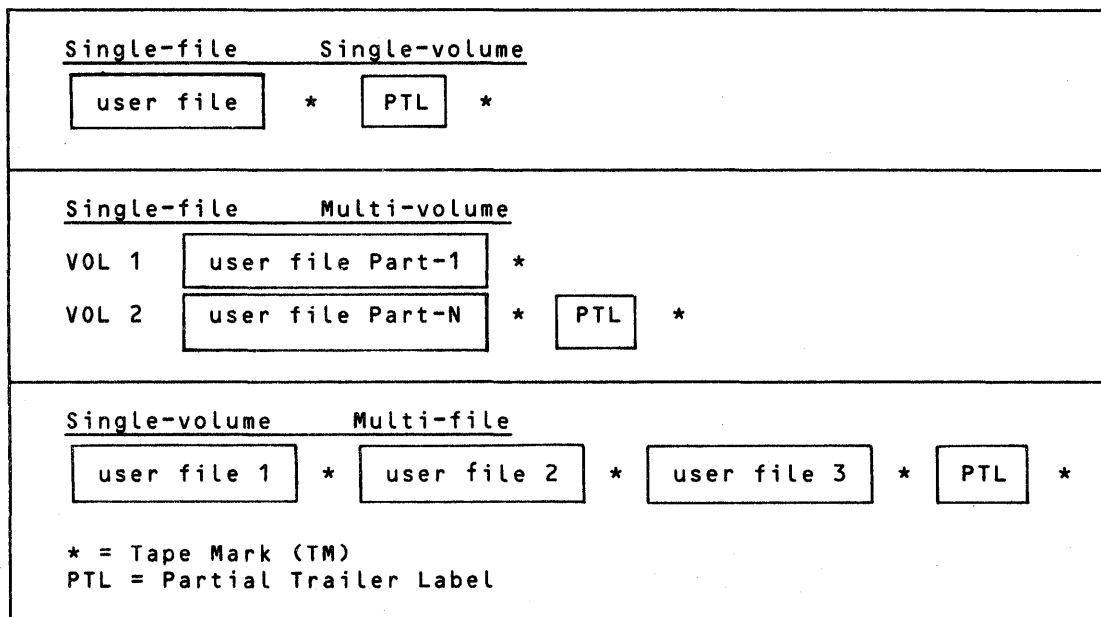 Single-file Single-volume
user file * PTL *
Single-file Multi-volume
VOL 1 user file Part-1 *
VOL 2 user file Part-N * PTL *
Single-volume Multi-file
user file 1 * user file 2 * user file 3 * PTL *
* = Tape Mark (TM)
PTL = Partial Trailer Label